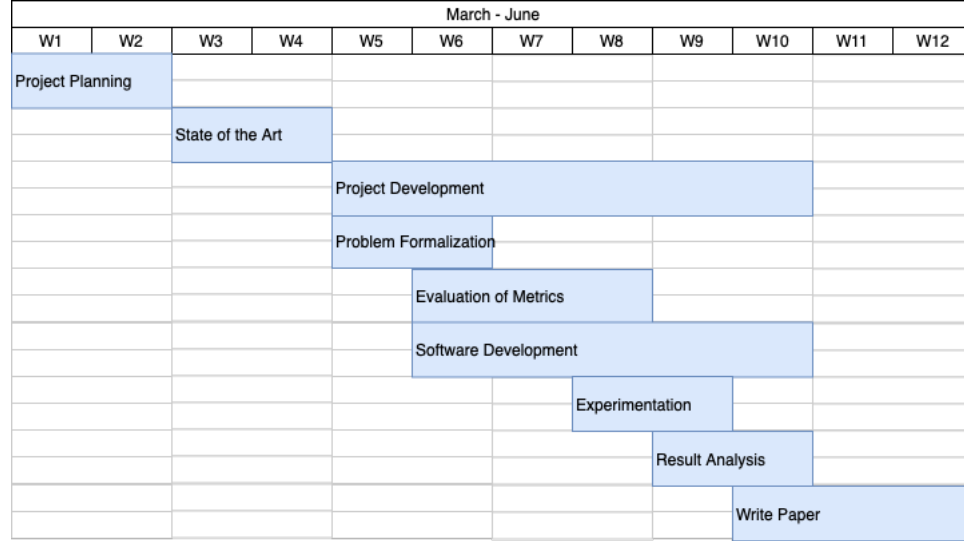 March - June
W1 W2 W3 W4 W5 W6 W7 W8 W9 W10 W11 W12
Project Planning
State of the Art
Project Development
Problem Formalization
Evaluation of Metrics
Software Development
Experimentation
Result Analysis
Write Paper